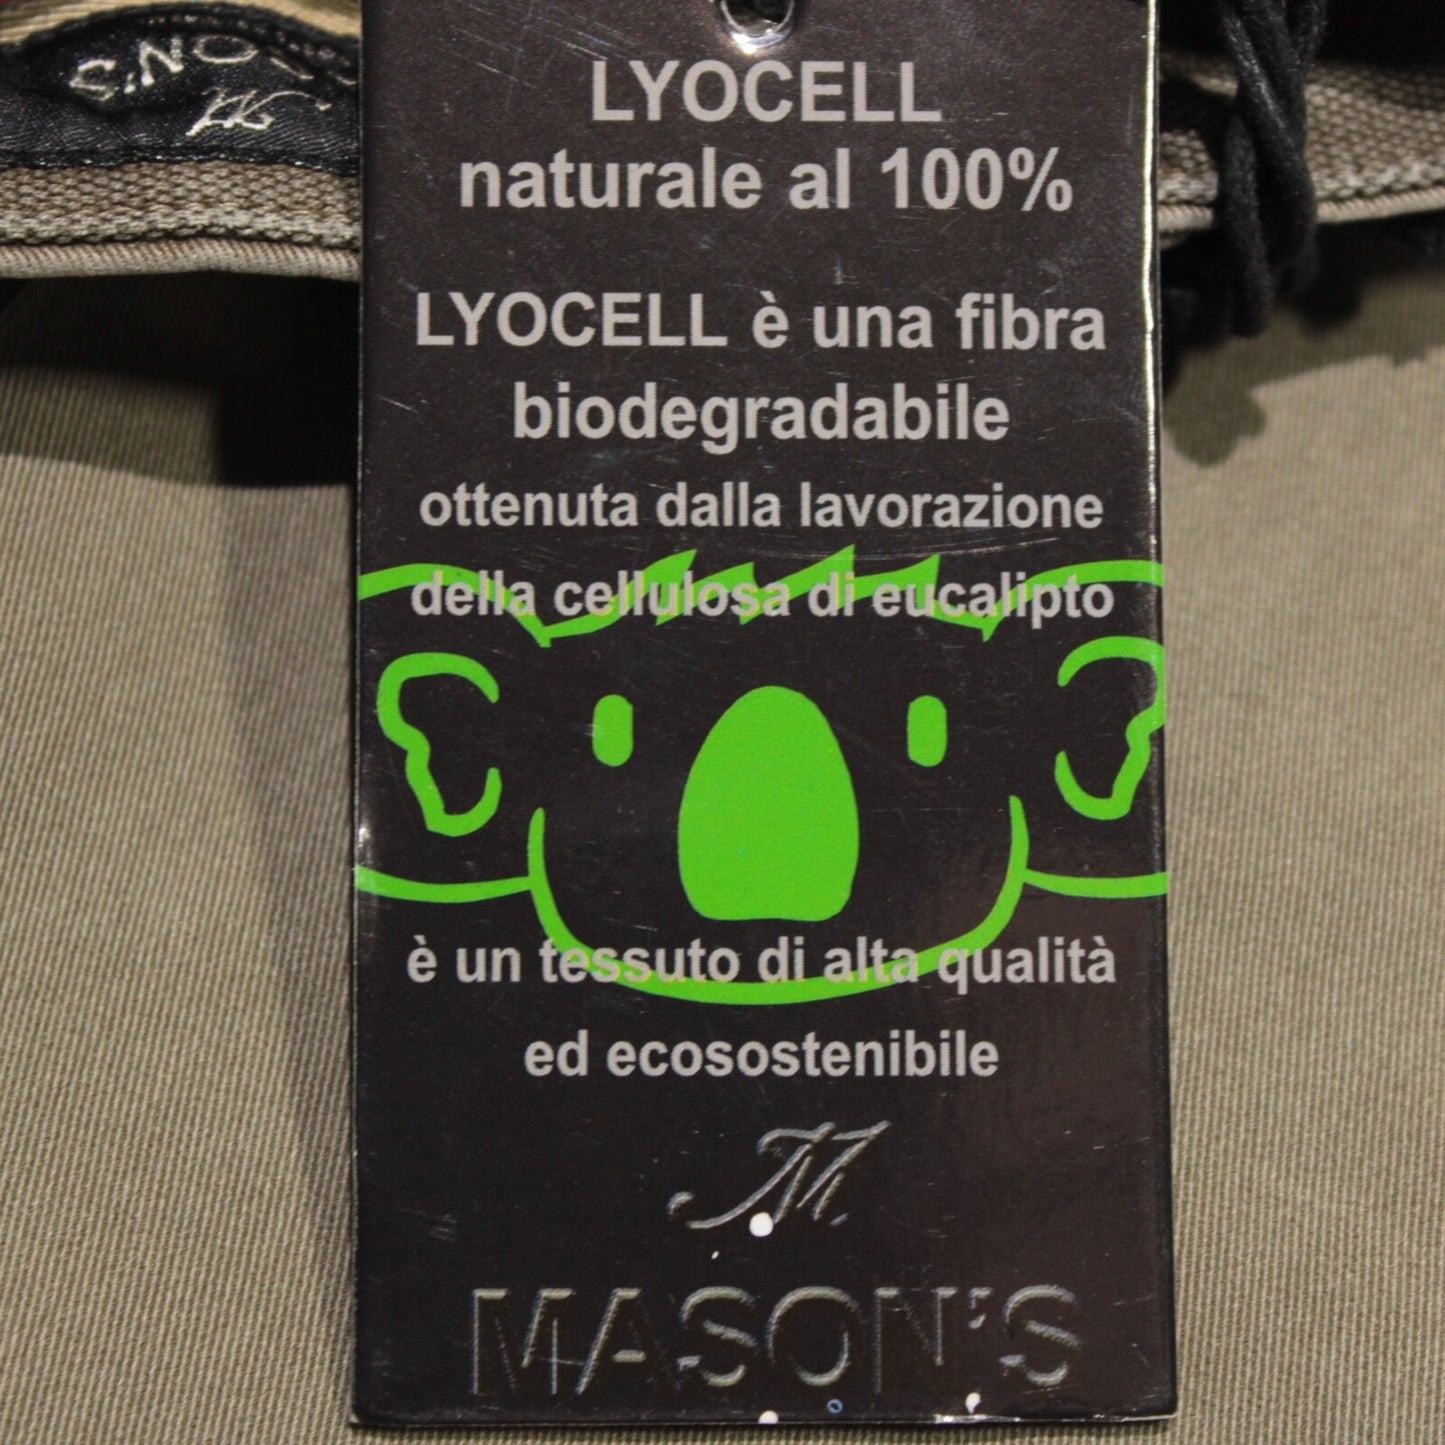 MASON'S
LYOCELL
naturale al 100%
LYOCELL è una fibra
biodegradabile
ottenuta dalla lavorazione
della cellulosa di eucalipto
è un tessuto di alta qualità
ed ecosostenibile
M
MASON'S